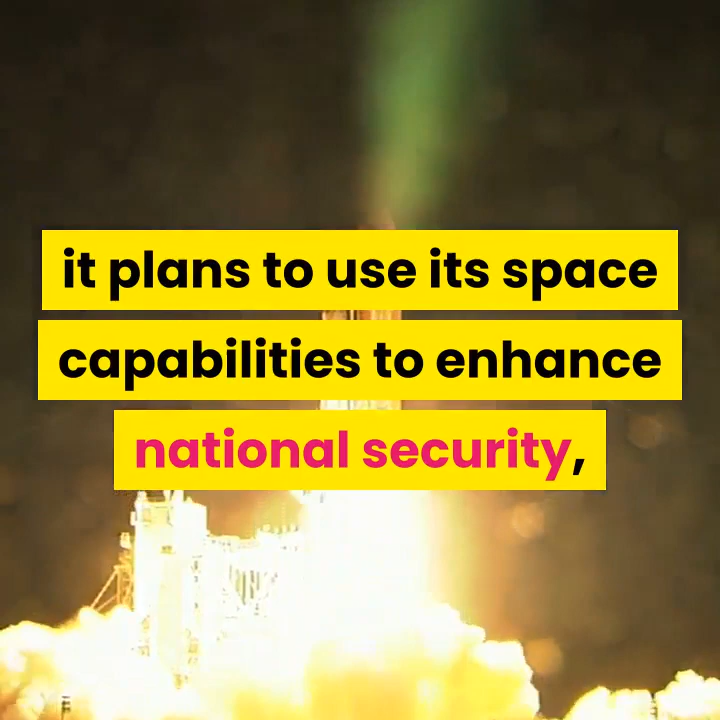 it plans to use its space
capabilities to enhance
national security,